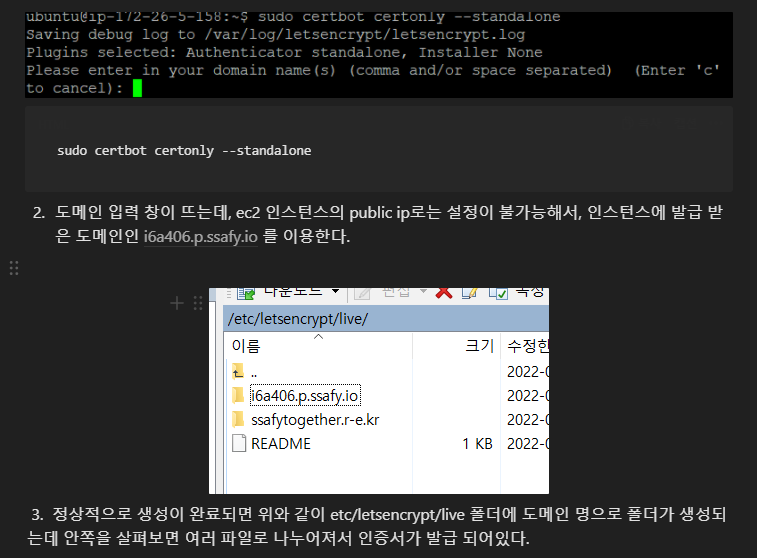 ubuntu@ip-172-26-5-158:~$ sudo certbot certonly --standalone
Saving debug log to /var/log/letsencrypt/letsencrypt.log
Plugins selected: Authenticator standalone, Installer None
Please enter in your domain name(s) (comma and/or space separated)  (Enter 'c'
to cancel):
sudo certbot certonly --standalone
2. 도메인 입력 창이 뜨는데, ec2 인스턴스의 public ip로는 설정이 불가능해서, 인스턴스에 발급 받
은 도메인인 i6a406.p.ssafy.io 를 이용한다.
다운로드 편집 속성
/etc/letsencrypt/live/
이름 크기 수정한
.. 2022-0
i6a406.p.ssafy.io 2022-0
ssafytogether.r-e.kr 2022-0
README 1 KB 2022-0
3. 정상적으로 생성이 완료되면 위와 같이 etc/letsencrypt/live 폴더에 도메인 명으로 폴더가 생성되
는데 안쪽을 살펴보면 여러 파일로 나누어져서 인증서가 발급 되어있다.